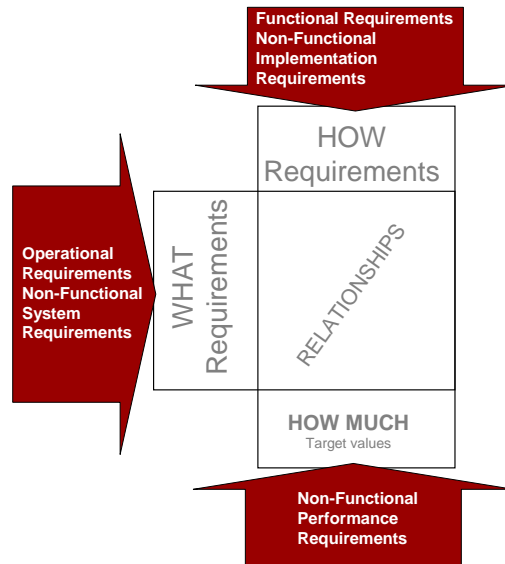 Functional Requirements
Non-Functional
Implementation
Requirements
HOW
Requirements
Operational
Requirements
Non-Functional
System
Requirements
WHAT
Requirements
RELATIONSHIPS
HOW MUCH
Target values
Non-Functional
Performance
Requirements